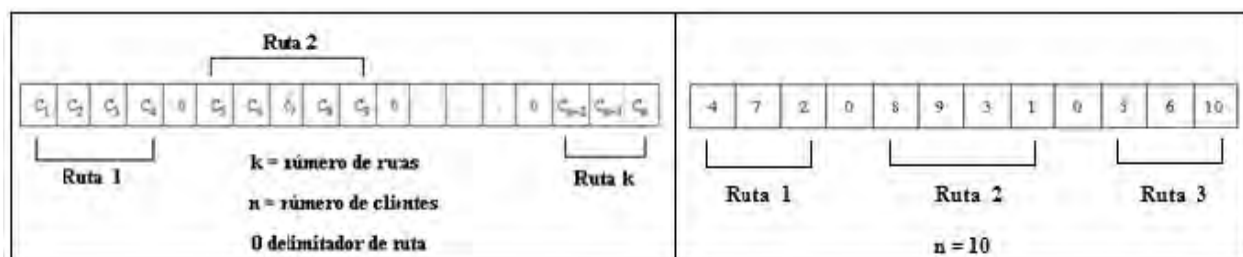 Ruta 2
C₁ C₂ C₃ C₄ 0 C₅ C₆ C₇ C₈ C₉ 0 . . . 0 Cₙ₋₂ Cₙ₋₁ Cₙ
Ruta 1
k = número de ruas
Ruta k
n = número de clientes
0 delimitador de ruta
4 7 2 0 8 9 3 1 0 5 6 10
Ruta 1 Ruta 2 Ruta 3
n = 10